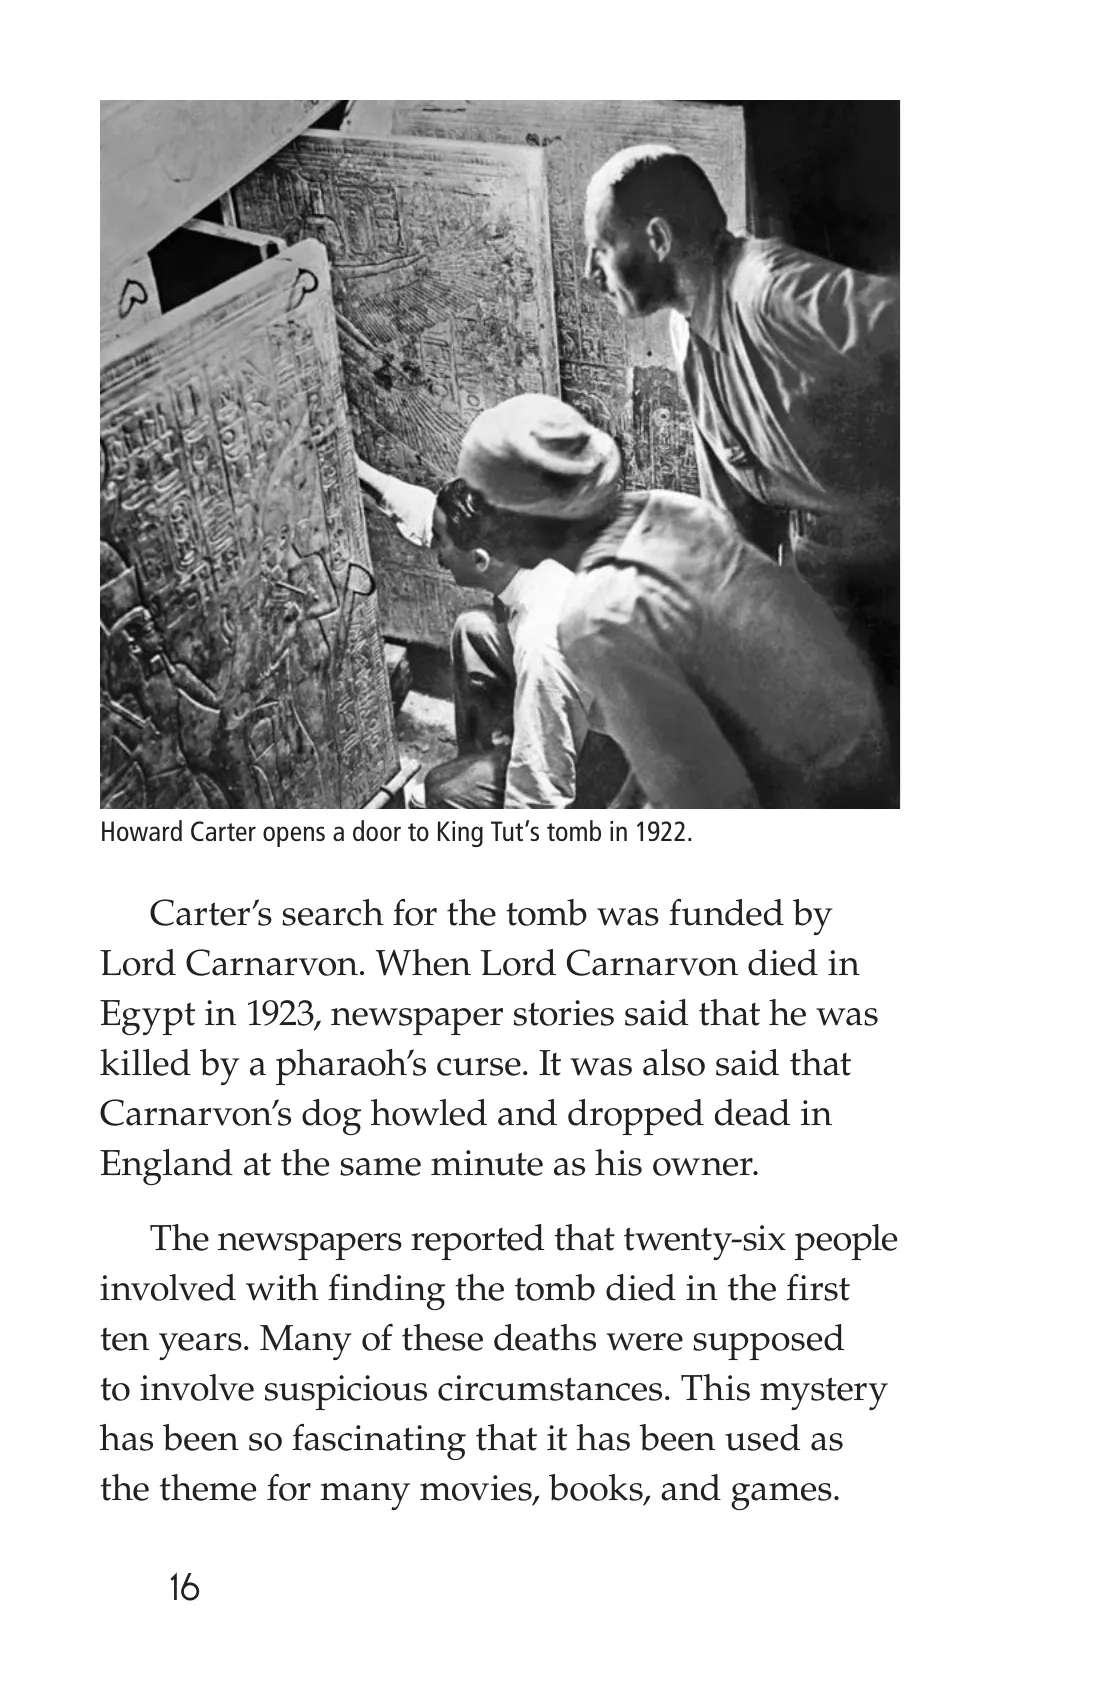 Howard Carter opens a door to King Tut’s tomb in 1922.
Carter’s search for the tomb was funded by
Lord Carnarvon. When Lord Carnarvon died in
Egypt in 1923, newspaper stories said that he was
killed by a pharaoh’s curse. It was also said that
Carnarvon’s dog howled and dropped dead in
England at the same minute as his owner.
The newspapers reported that twenty-six people
involved with finding the tomb died in the first
ten years. Many of these deaths were supposed
to involve suspicious circumstances. This mystery
has been so fascinating that it has been used as
the theme for many movies, books, and games.
16